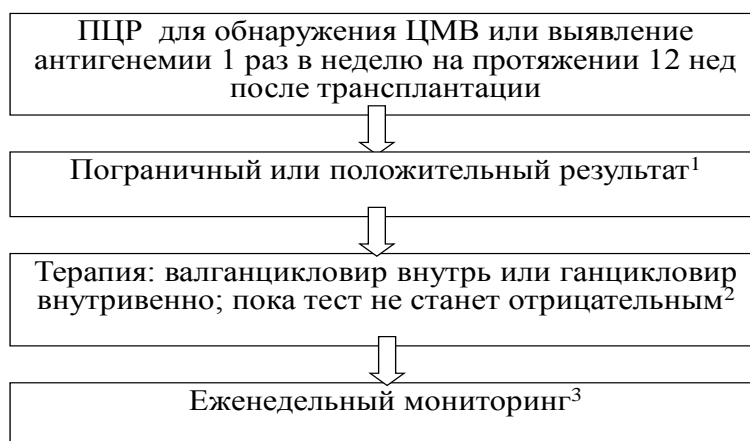 ПЦР для обнаружения ЦМВ или выявление
антигенемии 1 раз в неделю на протяжении 12 нед
после трансплантации
Пограничный или положительный результат¹
Терапия: валганцикловир внутрь или ганцикловир
внутривенно; пока тест не станет отрицательным²
Еженедельный мониторинг³